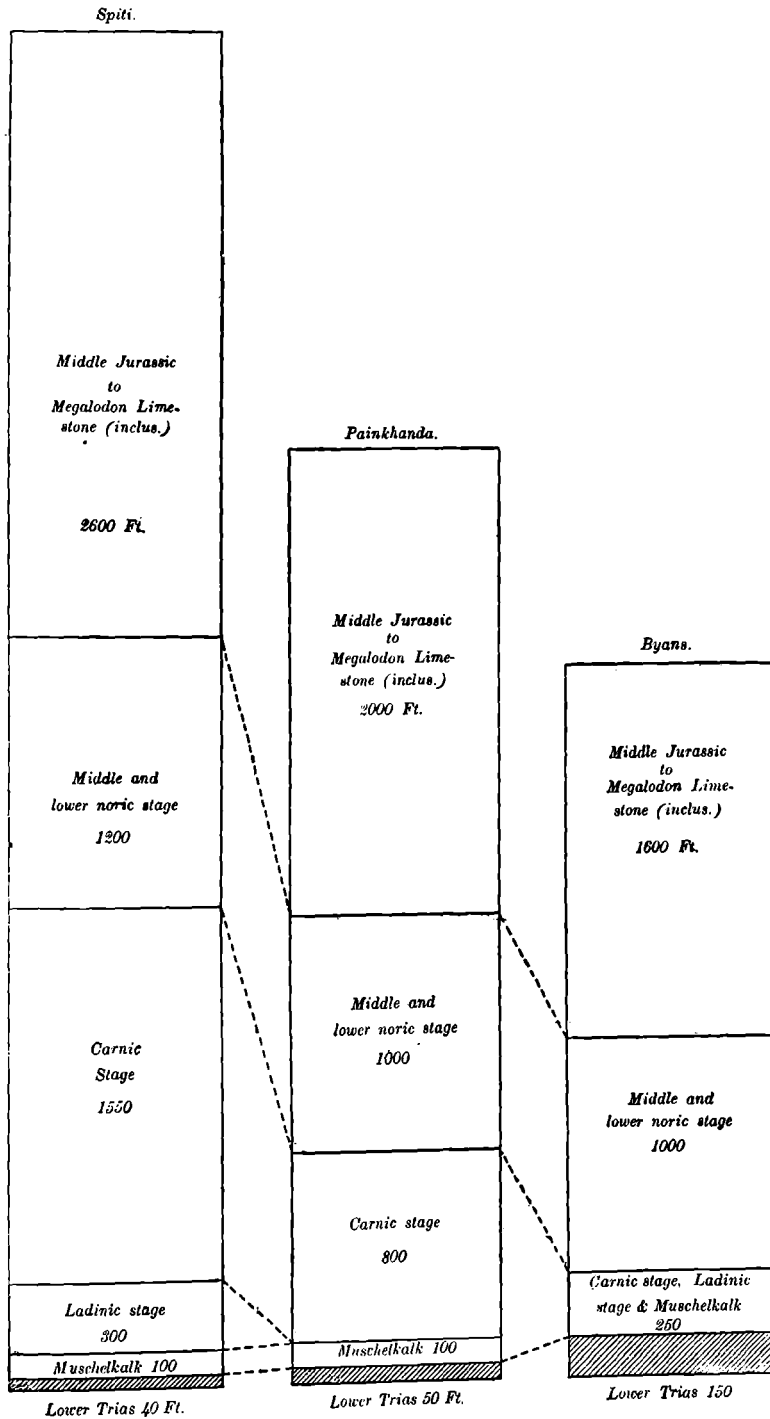 Spiti.
Middle Jurassic
to
Megalodon Lime-
stone (inclus.)
2600 Ft.
Middle and
lower noric stage
1200
Carnic
Stage
1550
Ladinic stage
300
Muschelkalk 100
Lower Trias 40 Ft.
Painkhanda.
Middle Jurassic
to
Megalodon Lime-
stone (inclus.)
2000 Ft.
Middle and
lower noric stage
1000
Carnic stage
800
Muschelkalk 100
Lower Trias 50 Ft.
Byans.
Middle Jurassic
to
Megalodon Lime-
stone (inclus.)
1600 Ft.
Middle and
lower noric stage
1000
Carnic stage, Ladinic
stage & Muschelkalk
250
Lower Trias 150